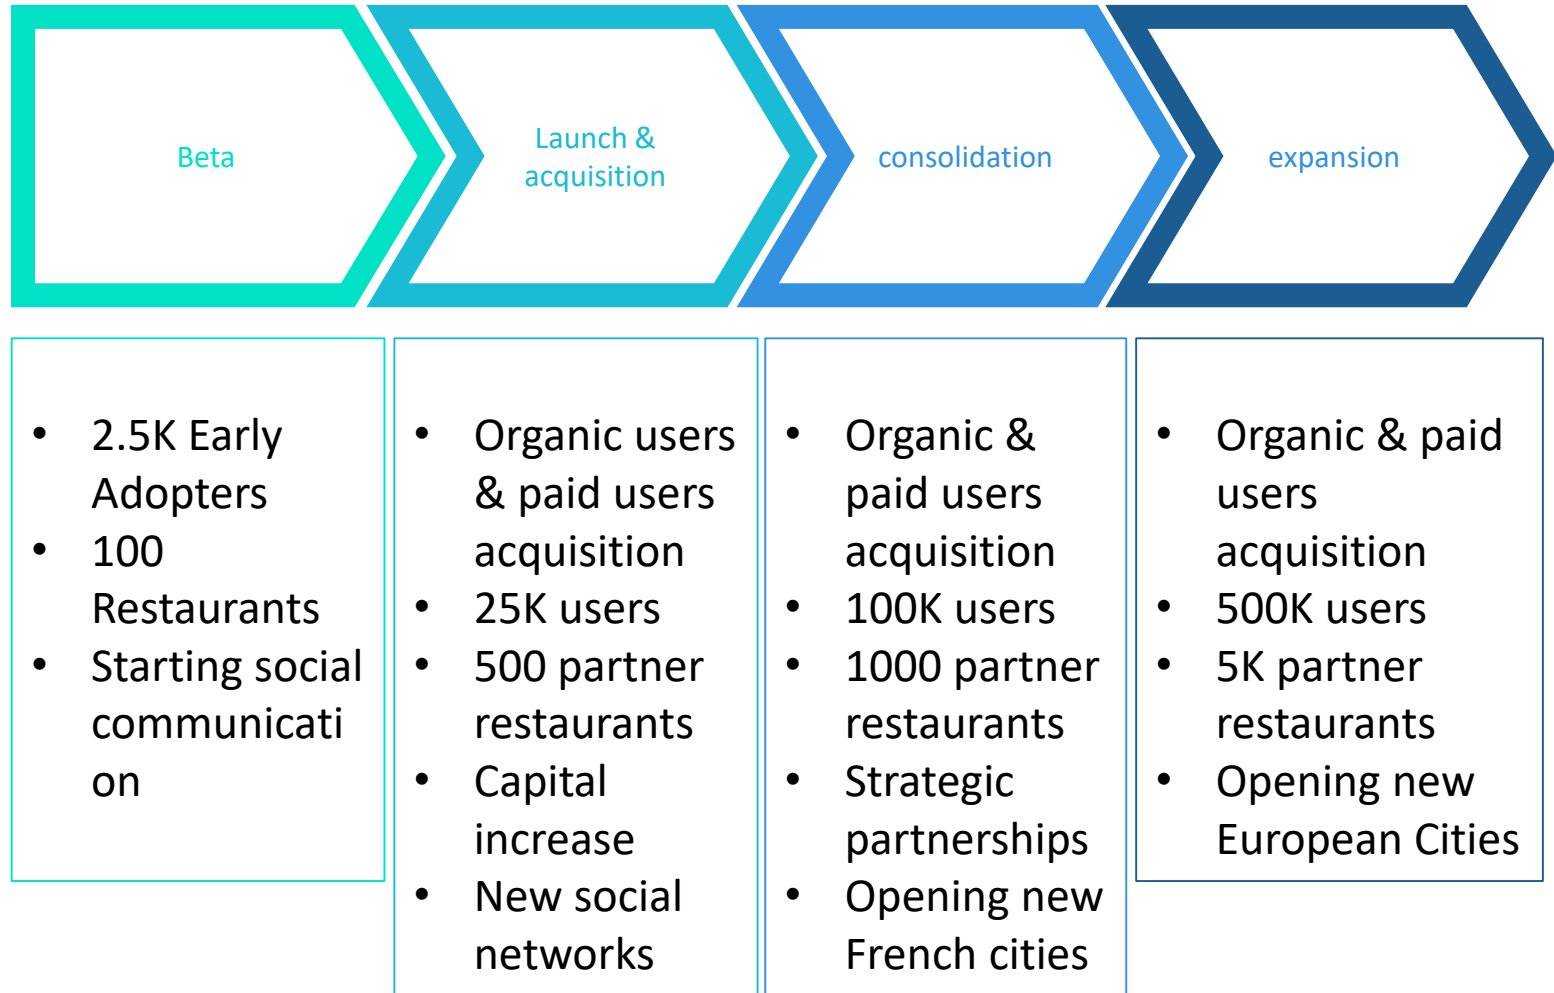 Beta
Launch &
acquisition
consolidation
expansion
• 2.5K Early
Adopters
• 100
Restaurants
• Starting social
communicati
on
• Organic users
& paid users
acquisition
• 25K users
• 500 partner
restaurants
• Capital
increase
• New social
networks
• Organic &
paid users
acquisition
• 100K users
• 1000 partner
restaurants
• Strategic
partnerships
• Opening new
French cities
• Organic & paid
users
acquisition
• 500K users
• 5K partner
restaurants
• Opening new
European Cities